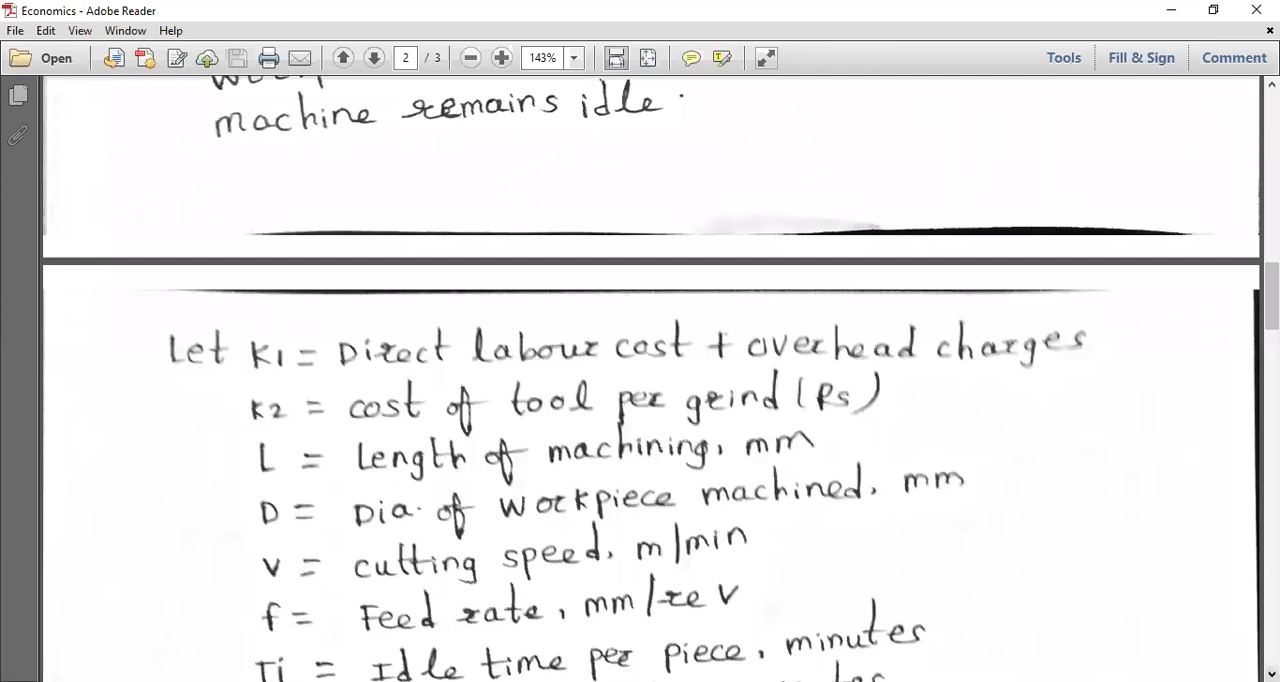 Economics - Adobe Reader
File Edit View Window Help
Open 2 / 3 143% Tools Fill & Sign Comment
machine remains idle.
Let K1 = Direct labour cost + overhead charges
K2 = cost of tool per grind (Rs)
L = Length of machining, mm
D = Dia. of workpiece machined, mm
V = cutting speed, m/min
f = Feed rate, mm/rev
Ti = Idle time per piece, minutes